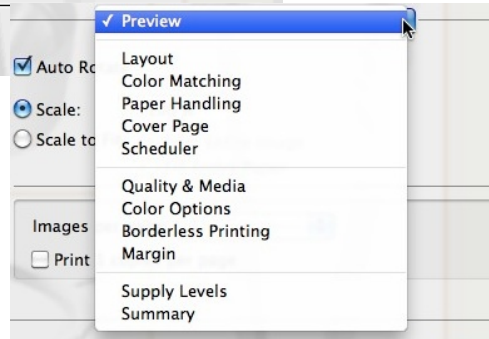 ✓ Preview
Layout
Auto Ro
Color Matching
Paper Handling
Scale:
Cover Page
Scale to
Scheduler
Quality & Media
Color Options
Images
Borderless Printing
Margin
Print
Supply Levels
Summary